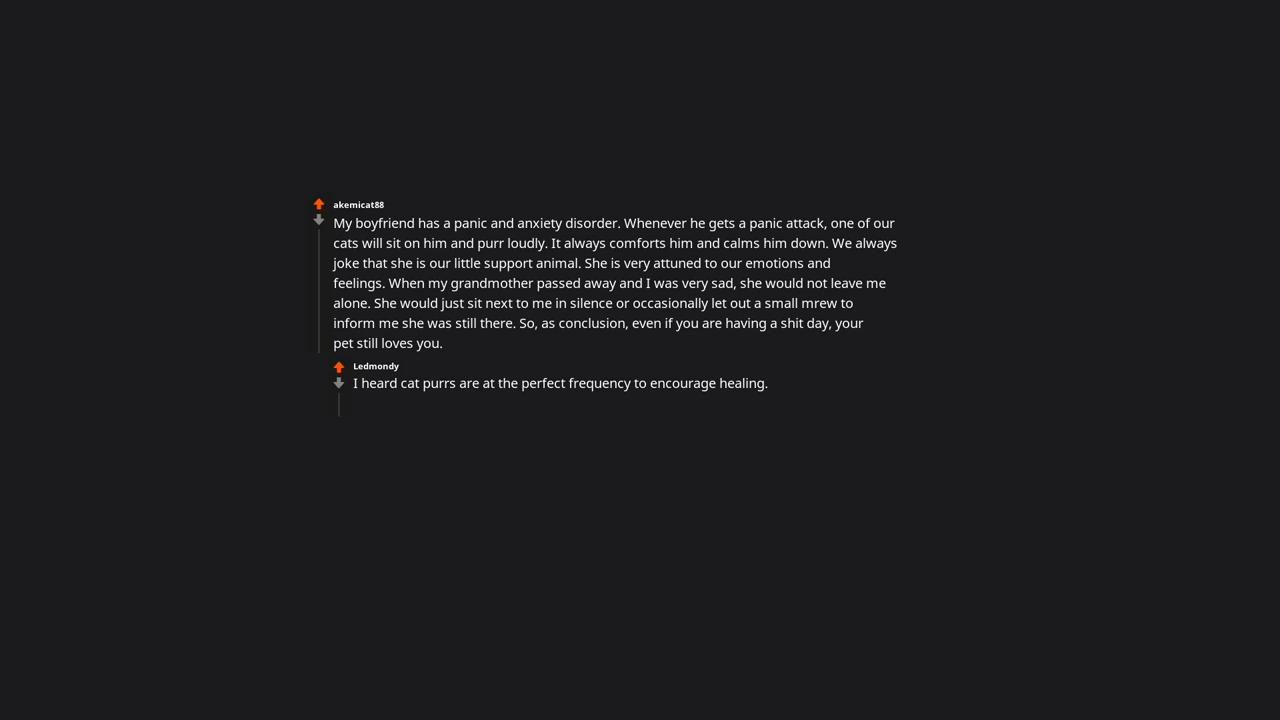 akemicat88
My boyfriend has a panic and anxiety disorder. Whenever he gets a panic attack, one of our
cats will sit on him and purr loudly. It always comforts him and calms him down. We always
joke that she is our little support animal. She is very attuned to our emotions and
feelings. When my grandmother passed away and I was very sad, she would not leave me
alone. She would just sit next to me in silence or occasionally let out a small mrew to
inform me she was still there. So, as conclusion, even if you are having a shit day, your
pet still loves you.
Ledmondy
I heard cat purrs are at the perfect frequency to encourage healing.